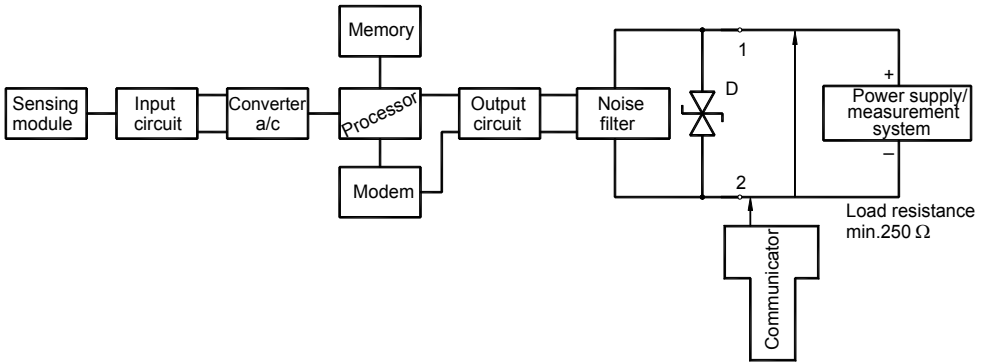 Memory
1
+
Sensing
module
Input
circuit
Converter
a/c
Processor
Output
circuit
Noise
filter
D
Power supply/
measurement
system
–
Modem
2
Load resistance
min.250 Ω
Communicator